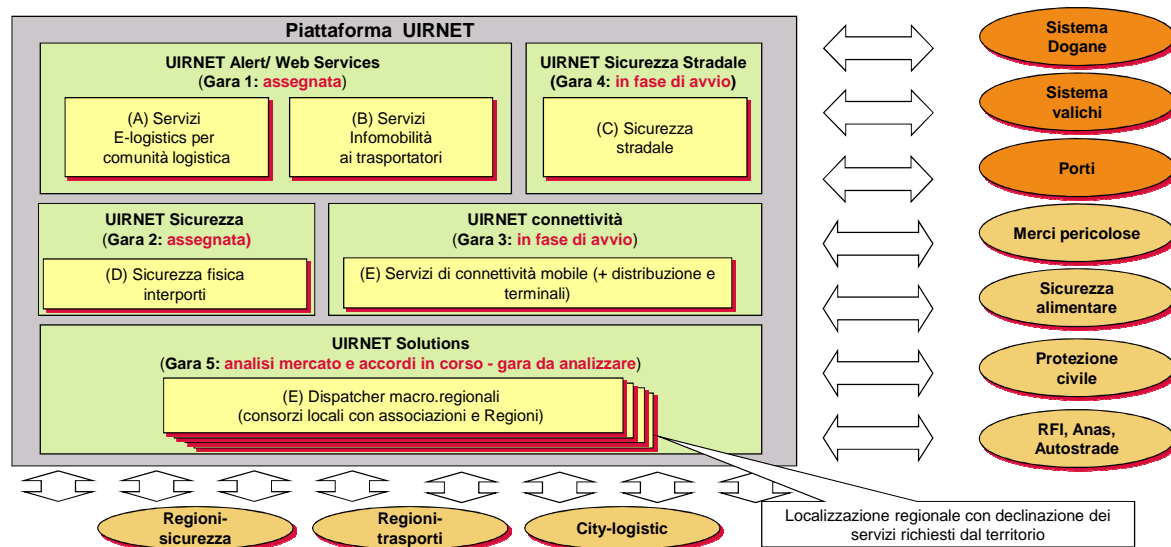 Piattaforma UIRNET
UIRNET Alert/ Web Services
(Gara 1: assegnata)
(A) Servizi
E-logistics per
comunità logistica
(B) Servizi
Infomobilità
ai trasportatori
UIRNET Sicurezza Stradale
(Gara 4: in fase di avvio)
(C) Sicurezza
stradale
UIRNET Sicurezza
(Gara 2: assegnata)
(D) Sicurezza fisica
interporti
UIRNET connettività
(Gara 3: in fase di avvio)
(E) Servizi di connettività mobile (+ distribuzione e
terminali)
UIRNET Solutions
(Gara 5: analisi mercato e accordi in corso - gara da analizzare)
(E) Dispatcher macro.regionali
(consorzi locali con associazioni e Regioni)
Sistema
Dogane
Sistema
valichi
Porti
Merci pericolose
Sicurezza
alimentare
Protezione
civile
RFI, Anas,
Autostrade
Regioni-
sicurezza
Regioni-
trasporti
City-logistic
Localizzazione regionale con declinazione dei
servizi richiesti dal territorio